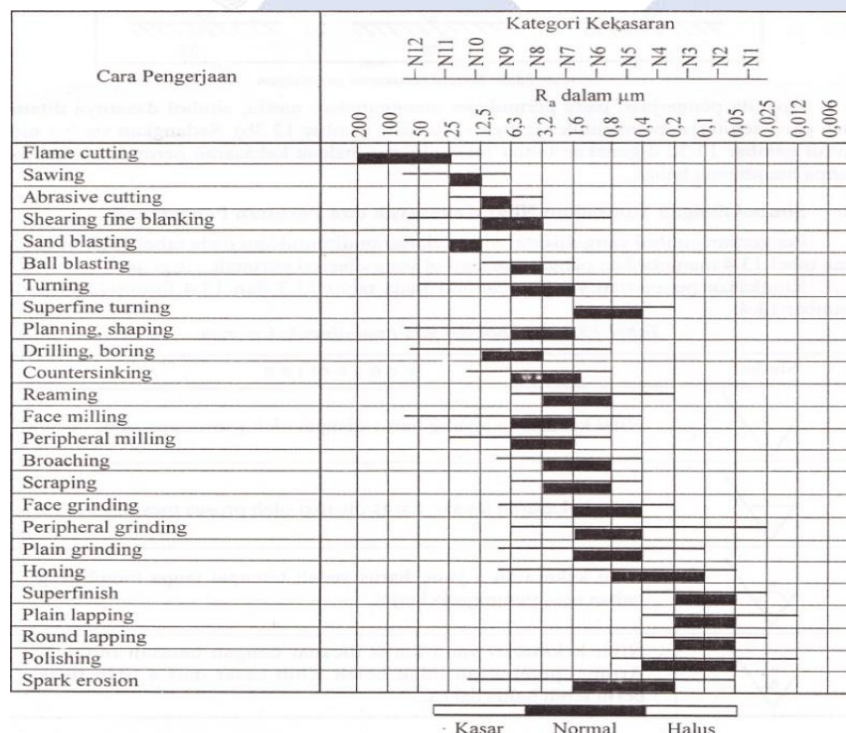 Kategori Kekasaran
N12 N11 N10 N9 N8 N7 N6 N5 N4 N3 N2 N1
Cara Pengerjaan
Ra dalam μm
200 100 50 25 12,5 6,3 3,2 1,6 0,8 0,4 0,2 0,1 0,05 0,025 0,012 0,006
Flame cutting
Sawing
Abrasive cutting
Shearing fine blanking
Sand blasting
Ball blasting
Turning
Superfine turning
Planning, shaping
Drilling, boring
Countersinking
Reaming
Face milling
Peripheral milling
Broaching
Scraping
Face grinding
Peripheral grinding
Plain grinding
Honing
Superfinish
Plain lapping
Round lapping
Polishing
Spark erosion
Kasar Normal Halus